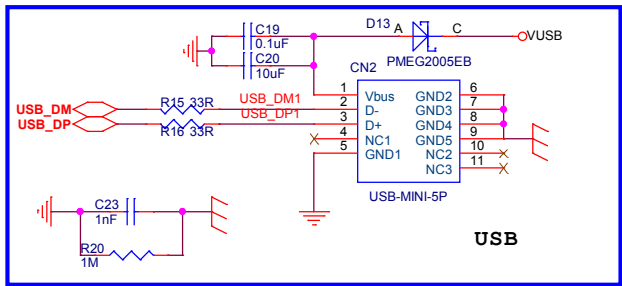 C19
0.1uF
C20
10uF
D13
A
C
VUSB
PMEG2005EB
CN2
USB_DM
USB_DP
R15 33R
R16 33R
USB_DM1
USB_DP1
1 Vbus GND2 6
2 D- GND3 7
3 D+ GND4 8
4 NC1 GND5 9
5 GND1 NC2 10
NC3 11
USB-MINI-5P
C23
1nF
R20
1M
USB